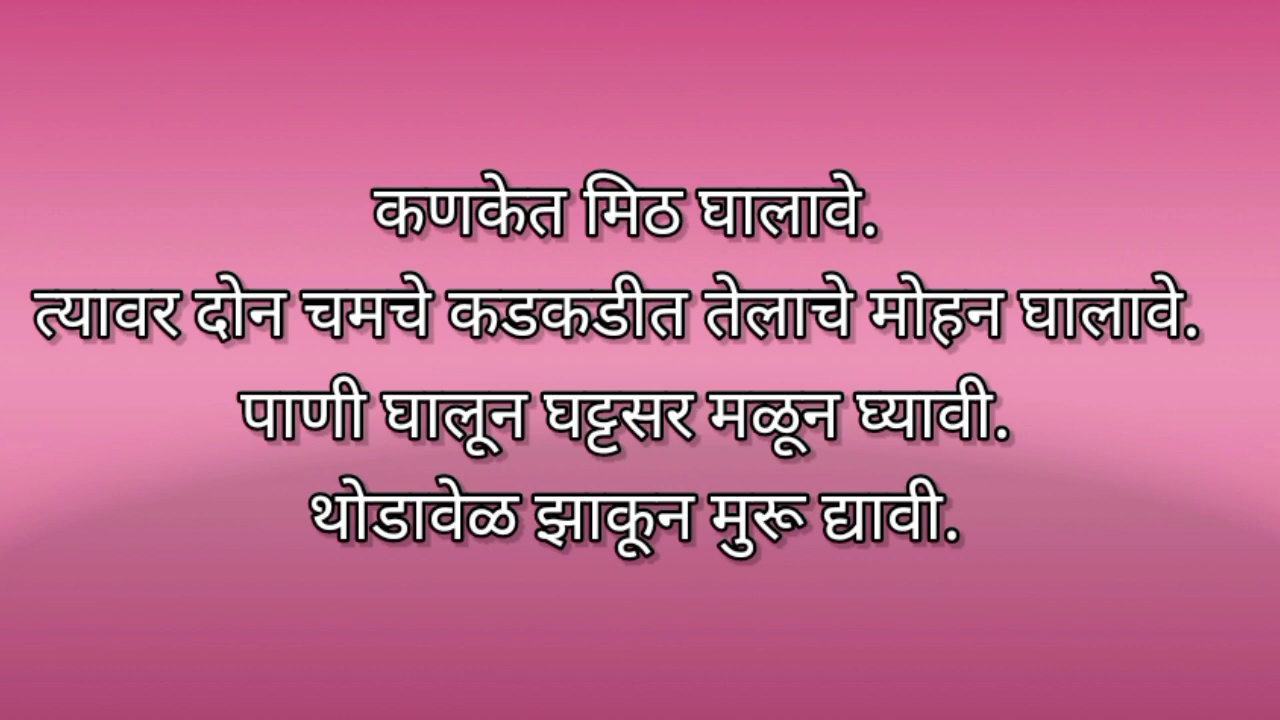 कणकेत मिठ घालावे.
त्यावर दोन चमचे कडकडीत तेलाचे मोहन घालावे.
पाणी घालून घट्टसर मळून घ्यावी.
थोडावेळ झाकून मुरू द्यावी.